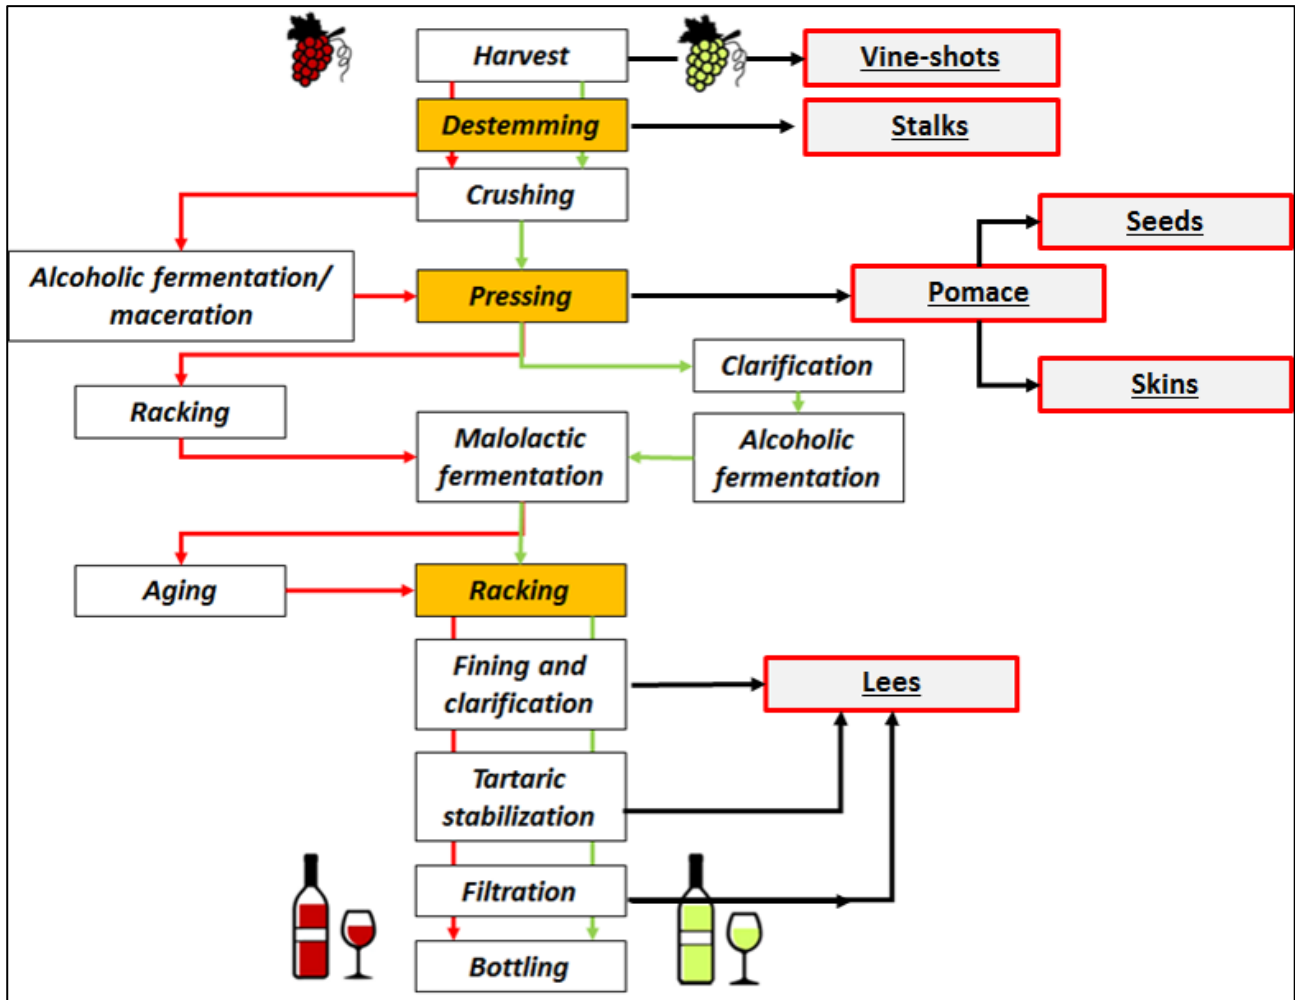 Harvest
Vine-shots
Destemming
Stalks
Crushing
Seeds
Alcoholic fermentation/
maceration
Pressing
Pomace
Clarification
Skins
Racking
Malolactic
fermentation
Alcoholic
fermentation
Aging
Racking
Fining and
clarification
Lees
Tartaric
stabilization
Filtration
Bottling